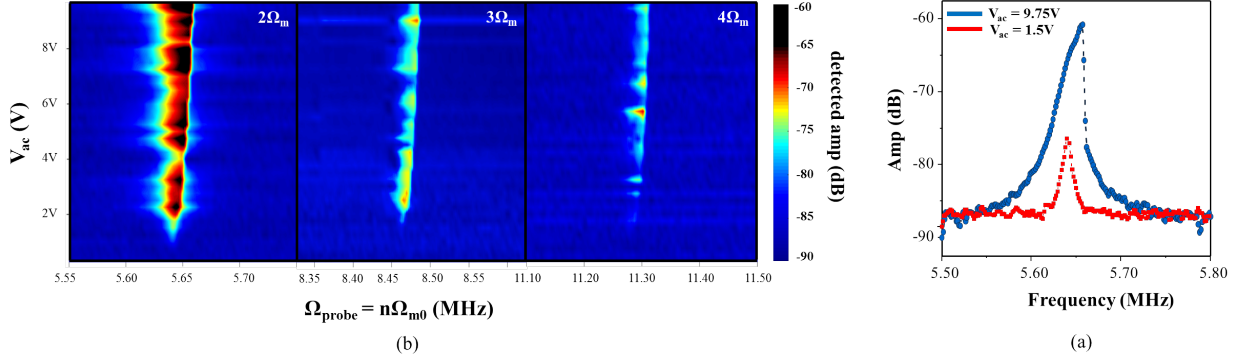 2Ωm
3Ωm
4Ωm
8V
6V
4V
2V
Vac (V)
5.55
5.60
5.65
5.70
8.35
8.40
8.45
8.50
8.55
11.10
11.20
11.30
11.40
11.50
Ωprobe = nΩm0 (MHz)
(b)
-60
-65
-70
-75
-80
-85
-90
detected amp (dB)
Vac = 9.75V
Vac = 1.5V
-60
-70
-80
-90
Amp (dB)
5.50
5.60
5.70
5.80
Frequency (MHz)
(a)